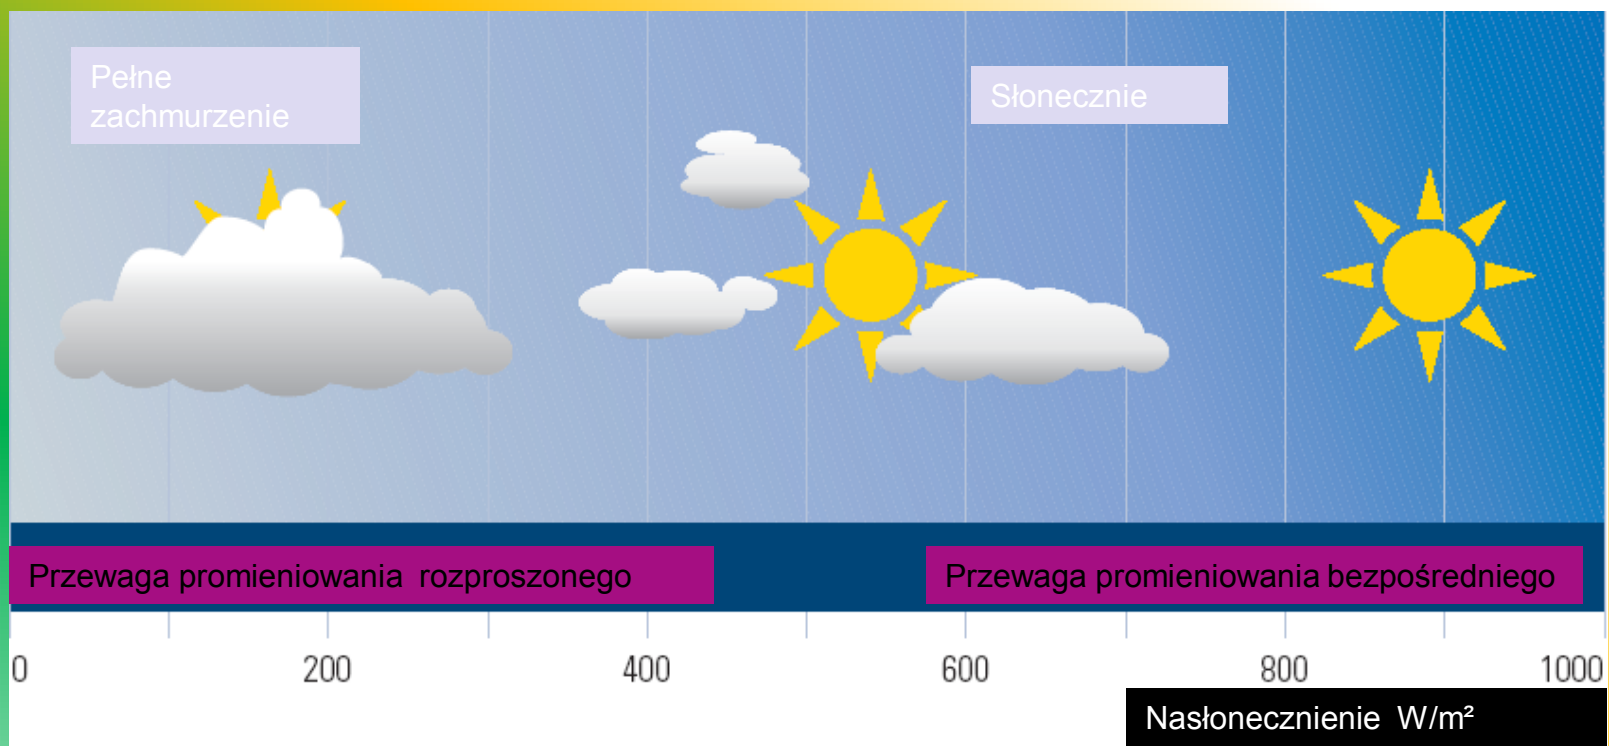 Pełne
zachmurzenie
Słonecznie
Przewaga promieniowania rozproszonego
Przewaga promieniowania bezpośredniego
0 200 400 600 800 1000
Nasłonecznienie W/m²